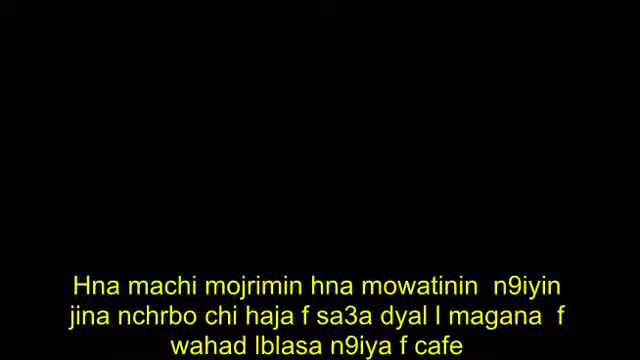 Hna machi mojrimin hna mowatinin  n9iyin
jina nchrbo chi haja f sa3a dyal l magana  f
wahad lblasa n9iya f cafe